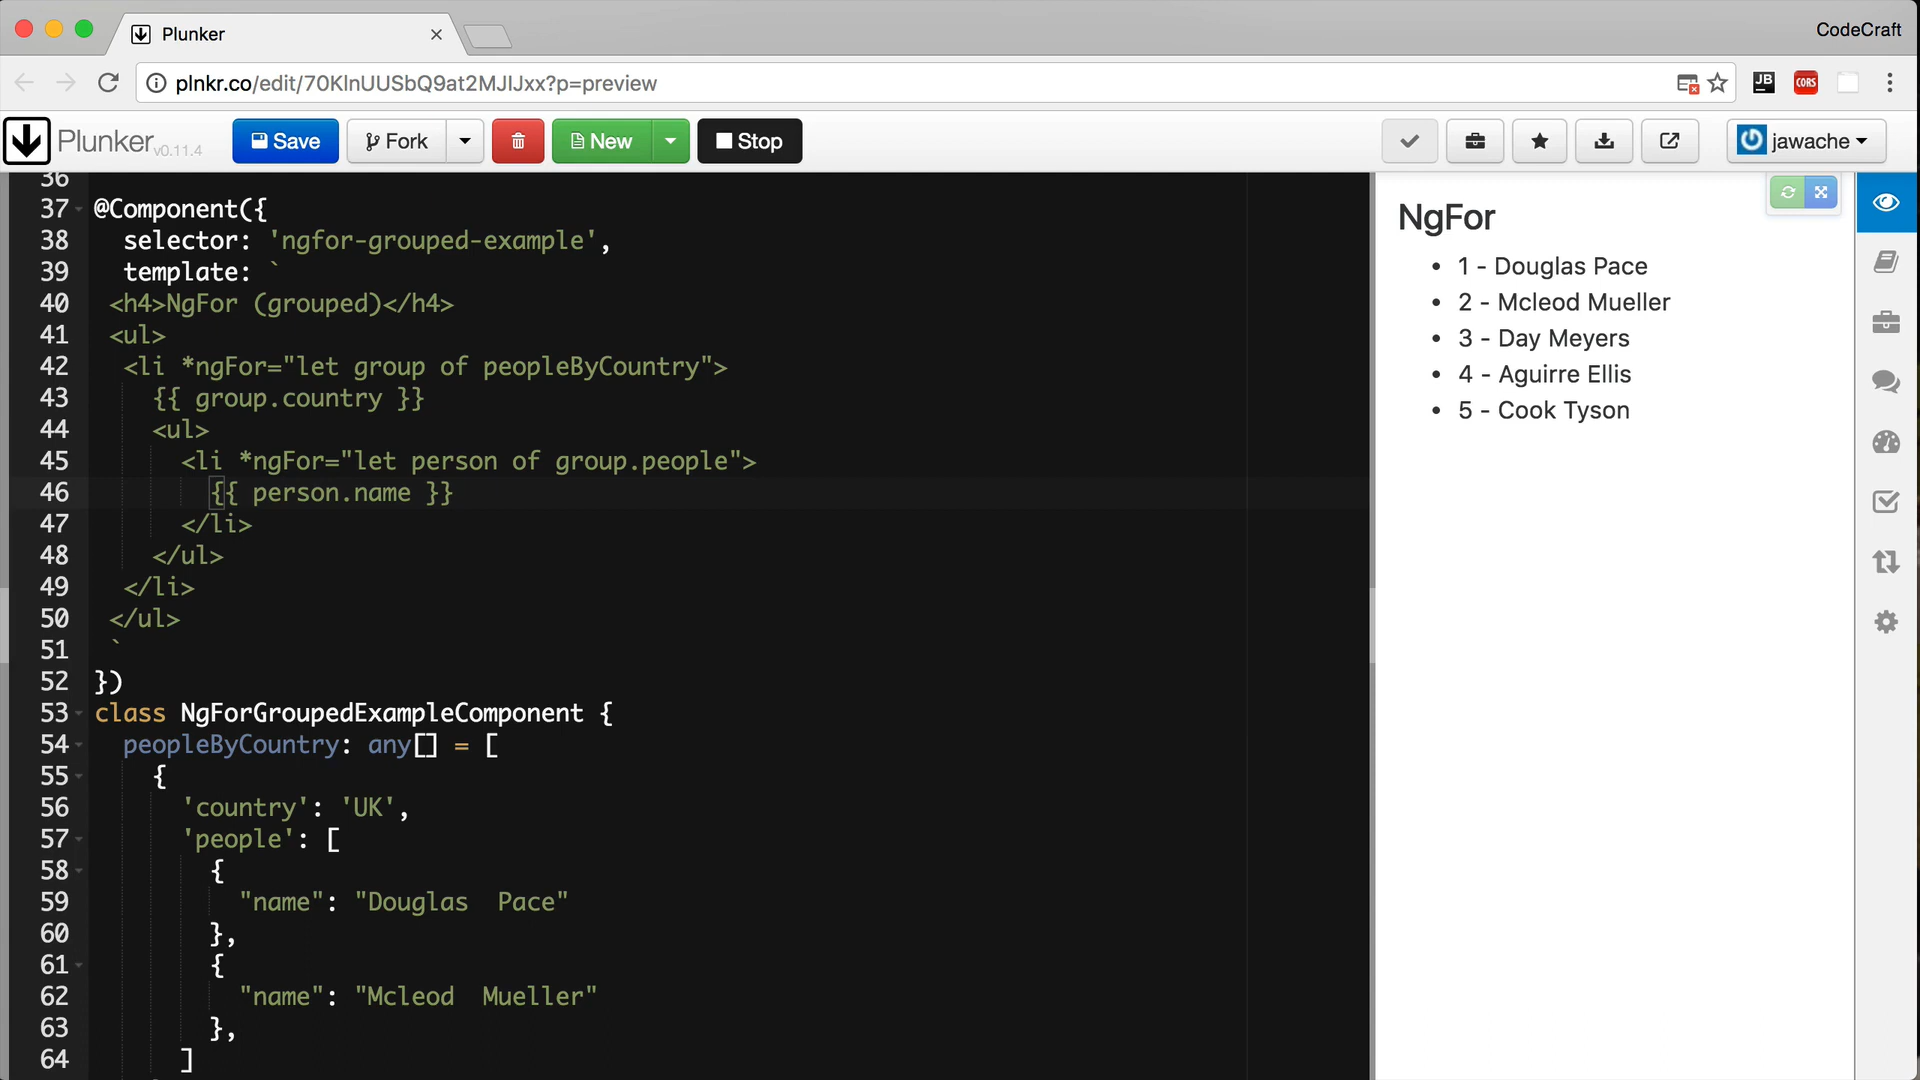 Plunker
CodeCraft
plnkr.co/edit/70KlnUUSbQ9at2MJIJxx?p=preview
JB
CORS
Plunker v0.11.4
Save
Fork
New
Stop
jawache
36
37 @Component({
38 selector: 'ngfor-grouped-example',
39 template: `
40 <h4>NgFor (grouped)</h4>
41 <ul>
42 <li *ngFor="let group of peopleByCountry">
43 {{ group.country }}
44 <ul>
45 <li *ngFor="let person of group.people">
46 {{ person.name }}
47 </li>
48 </ul>
49 </li>
50 </ul>
51 `
52 })
53 class NgForGroupedExampleComponent {
54 peopleByCountry: any[] = [
55 {
56 'country': 'UK',
57 'people': [
58 {
59 "name": "Douglas  Pace"
60 },
61 {
62 "name": "Mcleod  Mueller"
63 },
64 ]
NgFor
• 1 - Douglas Pace
• 2 - Mcleod Mueller
• 3 - Day Meyers
• 4 - Aguirre Ellis
• 5 - Cook Tyson